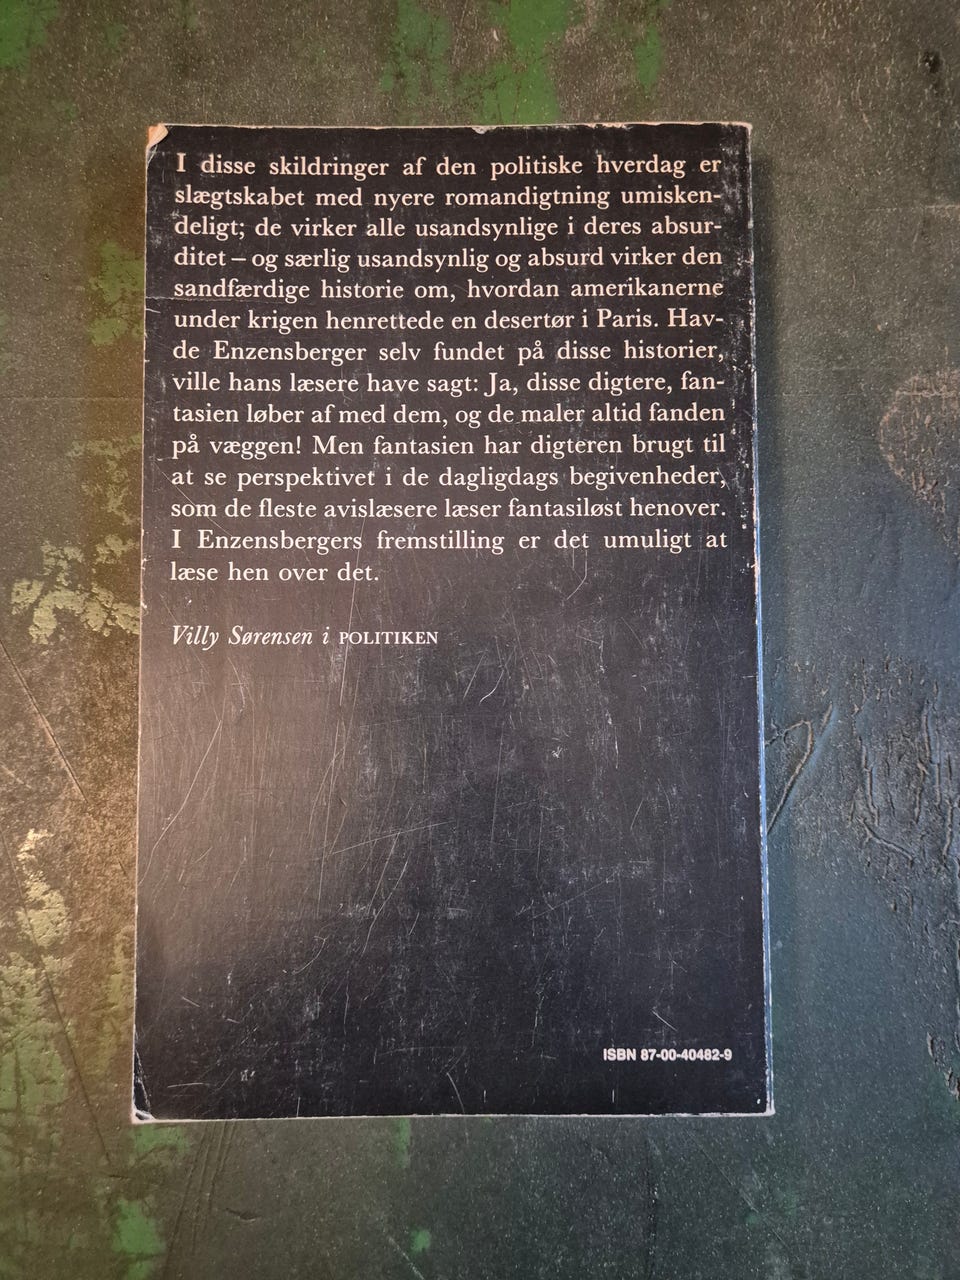 I disse skildringer af den politiske hverdag er
slægtskabet med nyere romandigtning umisken-
deligt; de virker alle usandsynlige i deres absur-
ditet – og særlig usandsynlig og absurd virker den
sandfærdige historie om, hvordan amerikanerne
under krigen henrettede en desertør i Paris. Hav-
de Enzensberger selv fundet på disse historier,
ville hans læsere have sagt: Ja, disse digtere, fan-
tasien løber af med dem, og de maler altid fanden
på væggen! Men fantasien har digteren brugt til
at se perspektivet i de dagligdags begivenheder,
som de fleste avislæsere læser fantasiløst henover.
I Enzensbergers fremstilling er det umuligt at
læse hen over det.
Villy Sørensen i POLITIKEN
ISBN 87-00-40482-9